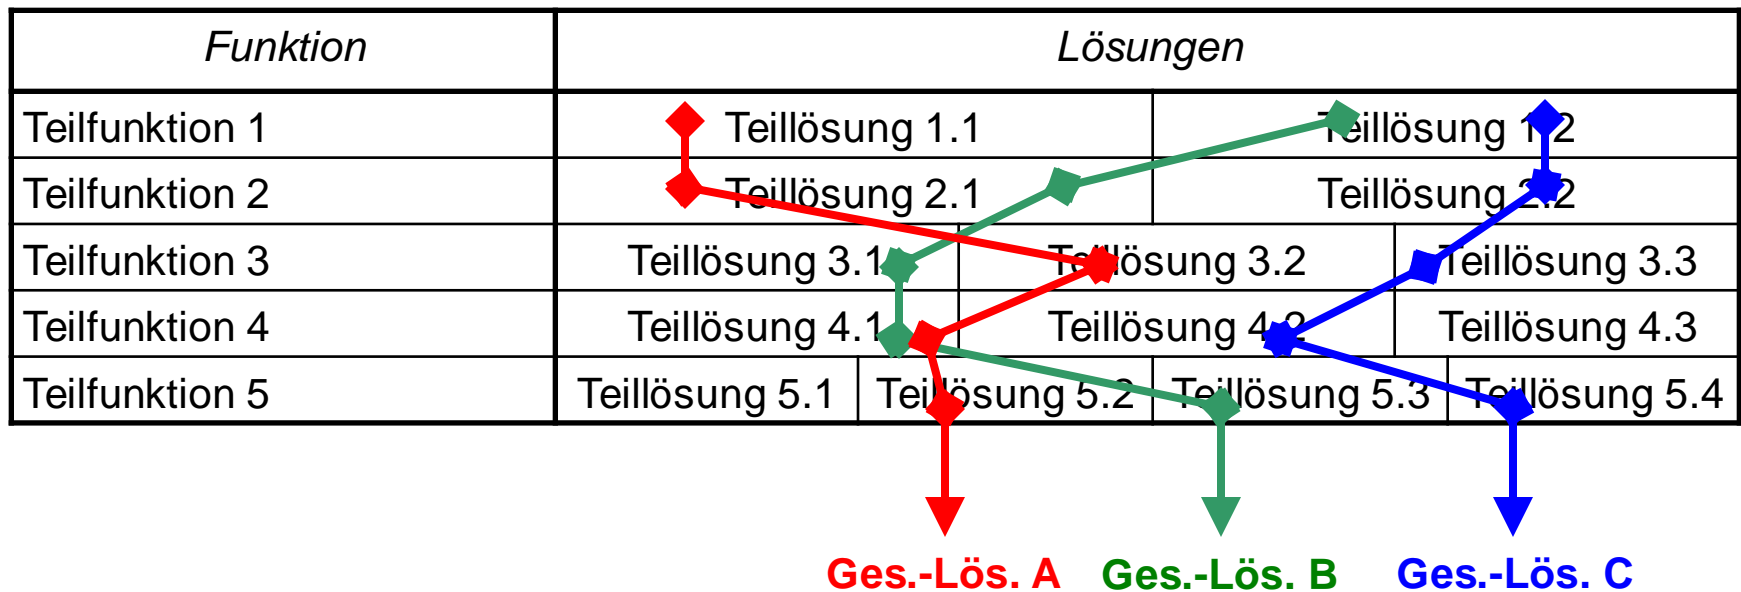 Funktion Lösungen
Teilfunktion 1 Teillösung 1.1 Teillösung 1.2
Teilfunktion 2 Teillösung 2.1 Teillösung 2.2
Teilfunktion 3 Teillösung 3.1 Teillösung 3.2 Teillösung 3.3
Teilfunktion 4 Teillösung 4.1 Teillösung 4.2 Teillösung 4.3
Teilfunktion 5 Teillösung 5.1 Teillösung 5.2 Teillösung 5.3 Teillösung 5.4
Ges.-Lös. A Ges.-Lös. B Ges.-Lös. C